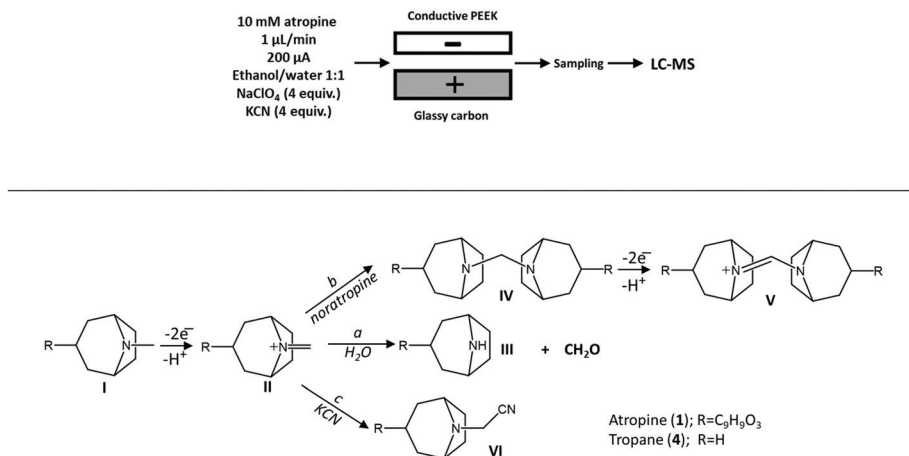 10 mM atropine
1 µL/min
200 µA
Ethanol/water 1:1
NaClO₄ (4 equiv.)
KCN (4 equiv.)
Conductive PEEK
−
+
Glassy carbon
Sampling
LC-MS
R
N
I
-2e⁻
-H⁺
R
+N
II
b
noratropine
a
H₂O
c
KCN
R
N
N
R
IV
-2e⁻
-H⁺
R
+N
N
R
V
R
NH
III
+ CH₂O
R
N
CN
VI
Atropine (1); R=C₉H₉O₃
Tropane (4); R=H